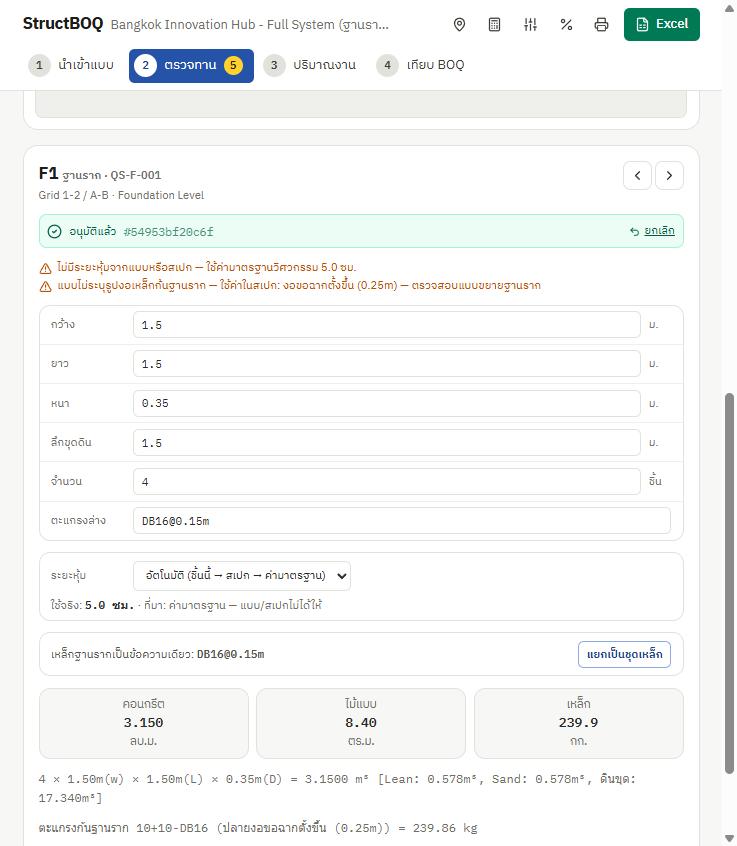 StructBOQ Bangkok Innovation Hub - Full System (ฐานรา... Excel
1 นำเข้าแบบ 2 ตรวจทาน 5 3 ปริมาณงาน 4 เทียบ BOQ
F1 ฐานราก · QS-F-001
Grid 1-2 / A-B · Foundation Level
อนุมัติแล้ว #54953bf20c6f ยกเลิก
ไม่มีระยะหุ้มจากแบบหรือสเปก — ใช้ค่ามาตรฐานวิศวกรรม 5.0 ซม.
แบบไม่ระบุรูปงอเหล็กก้นฐานราก — ใช้ค่าในสเปก: งอขอฉากตั้งขึ้น (0.25m) — ตรวจสอบแบบขยายฐานราก
กว้าง 1.5 ม.
ยาว 1.5 ม.
หนา 0.35 ม.
ลึกขุดดิน 1.5 ม.
จำนวน 4 ชิ้น
ตะแกรงล่าง DB16@0.15m
ระยะหุ้ม อัตโนมัติ (ชิ้นนี้ → สเปก → ค่ามาตรฐาน)
ใช้จริง: 5.0 ซม. · ที่มา: ค่ามาตรฐาน — แบบ/สเปกไม่ได้ให้
เหล็กฐานรากเป็นข้อความเดียว: DB16@0.15m แยกเป็นชุดเหล็ก
คอนกรีต ไม้แบบ เหล็ก
3.150 8.40 239.9
ลบ.ม. ตร.ม. กก.
4 × 1.50m(w) × 1.50m(L) × 0.35m(D) = 3.1500 m³ [Lean: 0.578m³, Sand: 0.578m³, ดินขุด:
17.340m³]
ตะแกรงก้นฐานราก 10+10-DB16 (ปลายงอขอฉากตั้งขึ้น (0.25m)) = 239.86 kg